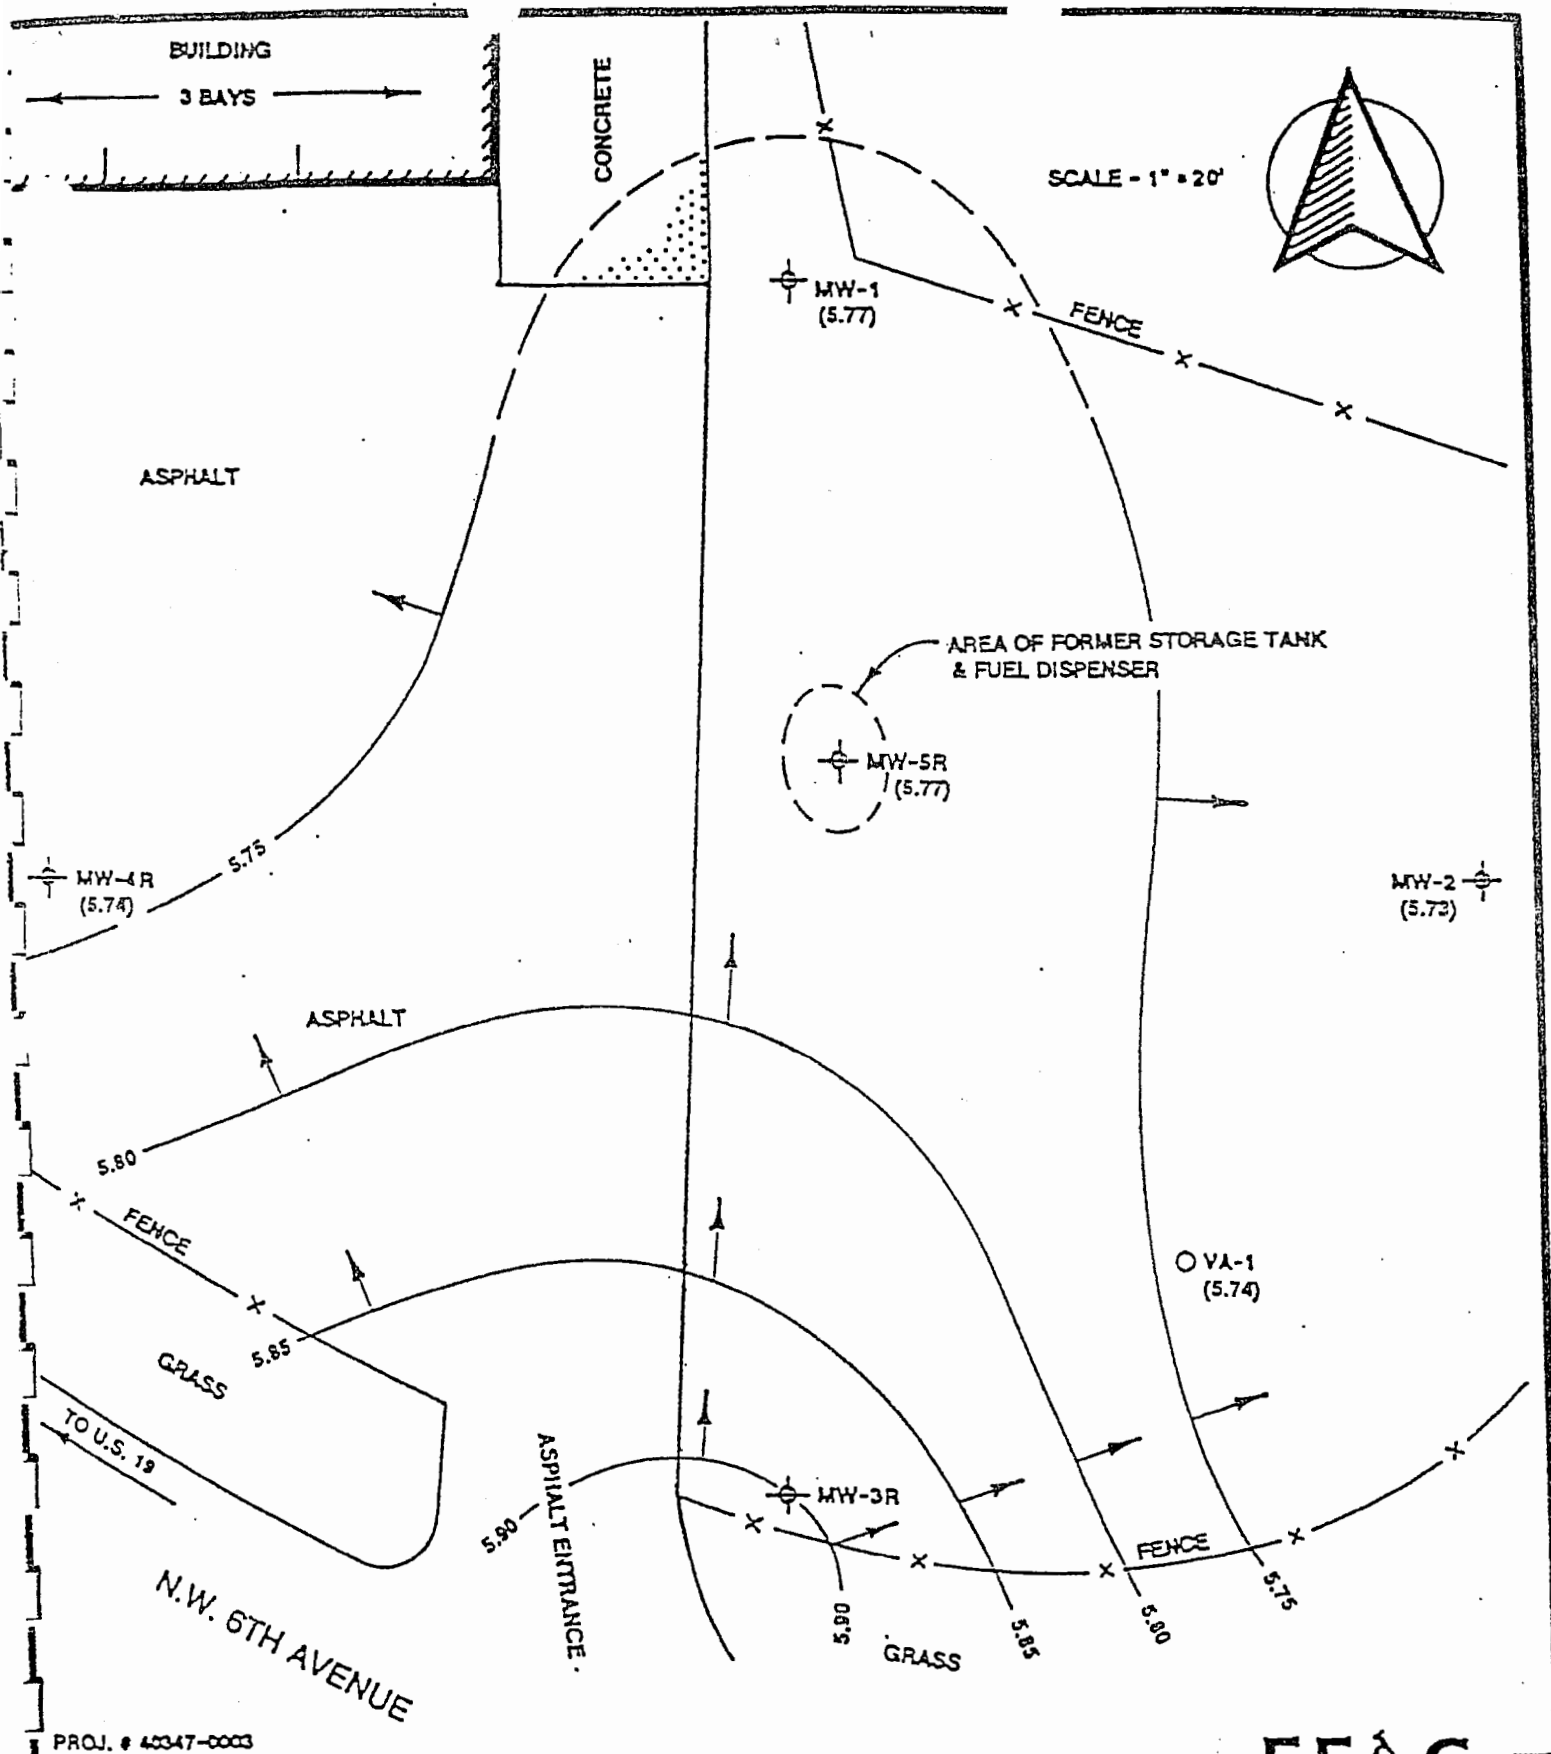 BUILDING
3 BAYS
CONCRETE
SCALE - 1" = 20'
MW-1
(5.77)
FENCE
ASPHALT
AREA OF FORMER STORAGE TANK
& FUEL DISPENSER
MW-5R
(5.77)
5.75
MW-4R
(5.74)
MW-2
(5.73)
ASPHALT
5.80
FENCE
VA-1
(5.74)
5.85
GRASS
TO U.S. 19
ASPHALT ENTRANCE
MW-3R
5.90
FENCE
5.75
5.80
5.85
5.90
GRASS
N.W. 6TH AVENUE
PROJ. # 40347-0003